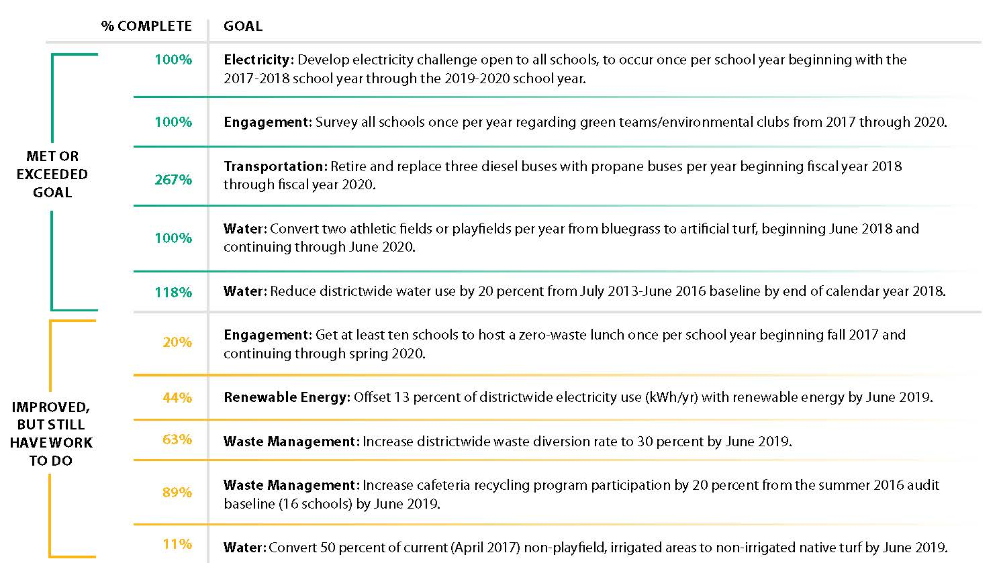 % COMPLETE GOAL
MET OR
EXCEEDED
GOAL
100% Electricity: Develop electricity challenge open to all schools, to occur once per school year beginning with the
2017-2018 school year through the 2019-2020 school year.
100% Engagement: Survey all schools once per year regarding green teams/environmental clubs from 2017 through 2020.
267% Transportation: Retire and replace three diesel buses with propane buses per year beginning fiscal year 2018
through fiscal year 2020.
100% Water: Convert two athletic fields or playfields per year from bluegrass to artificial turf, beginning June 2018 and
continuing through June 2020.
118% Water: Reduce districtwide water use by 20 percent from July 2013-June 2016 baseline by end of calendar year 2018.
IMPROVED,
BUT STILL
HAVE WORK
TO DO
20% Engagement: Get at least ten schools to host a zero-waste lunch once per school year beginning fall 2017 and
continuing through spring 2020.
44% Renewable Energy: Offset 13 percent of districtwide electricity use (kWh/yr) with renewable energy by June 2019.
63% Waste Management: Increase districtwide waste diversion rate to 30 percent by June 2019.
89% Waste Management: Increase cafeteria recycling program participation by 20 percent from the summer 2016 audit
baseline (16 schools) by June 2019.
11% Water: Convert 50 percent of current (April 2017) non-playfield, irrigated areas to non-irrigated native turf by June 2019.